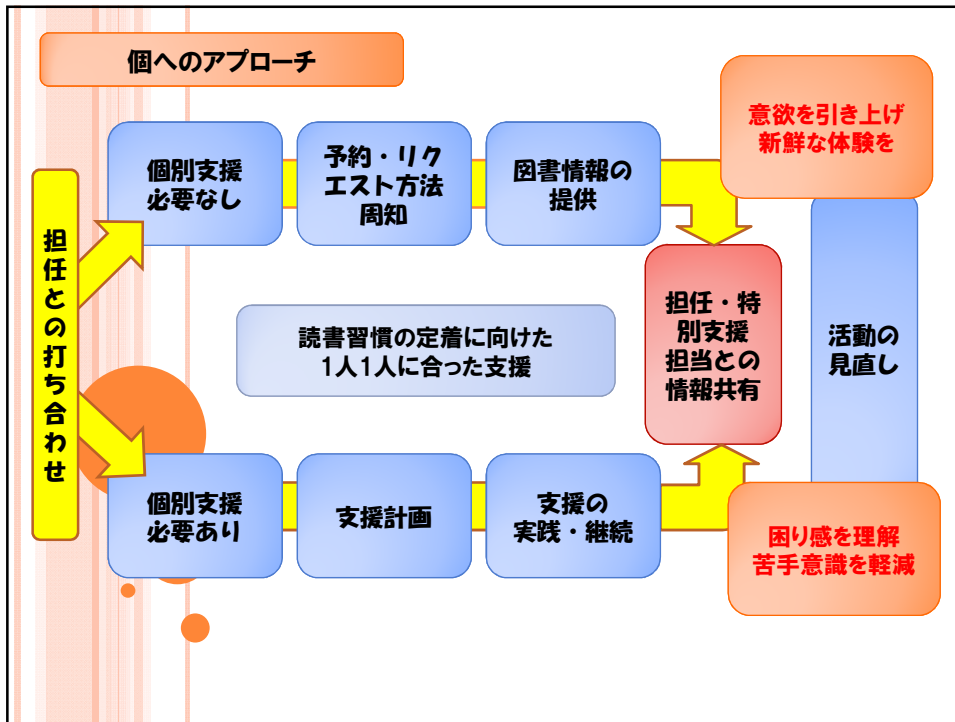 個へのアプローチ
担任との打ち合わせ
個別支援
必要なし
予約・リク
エスト方法
周知
図書情報の
提供
意欲を引き上げ
新鮮な体験を
読書習慣の定着に向けた
1人1人に合った支援
担任・特
別支援
担当との
情報共有
活動の
見直し
個別支援
必要あり
支援計画
支援の
実践・継続
困り感を理解
苦手意識を軽減